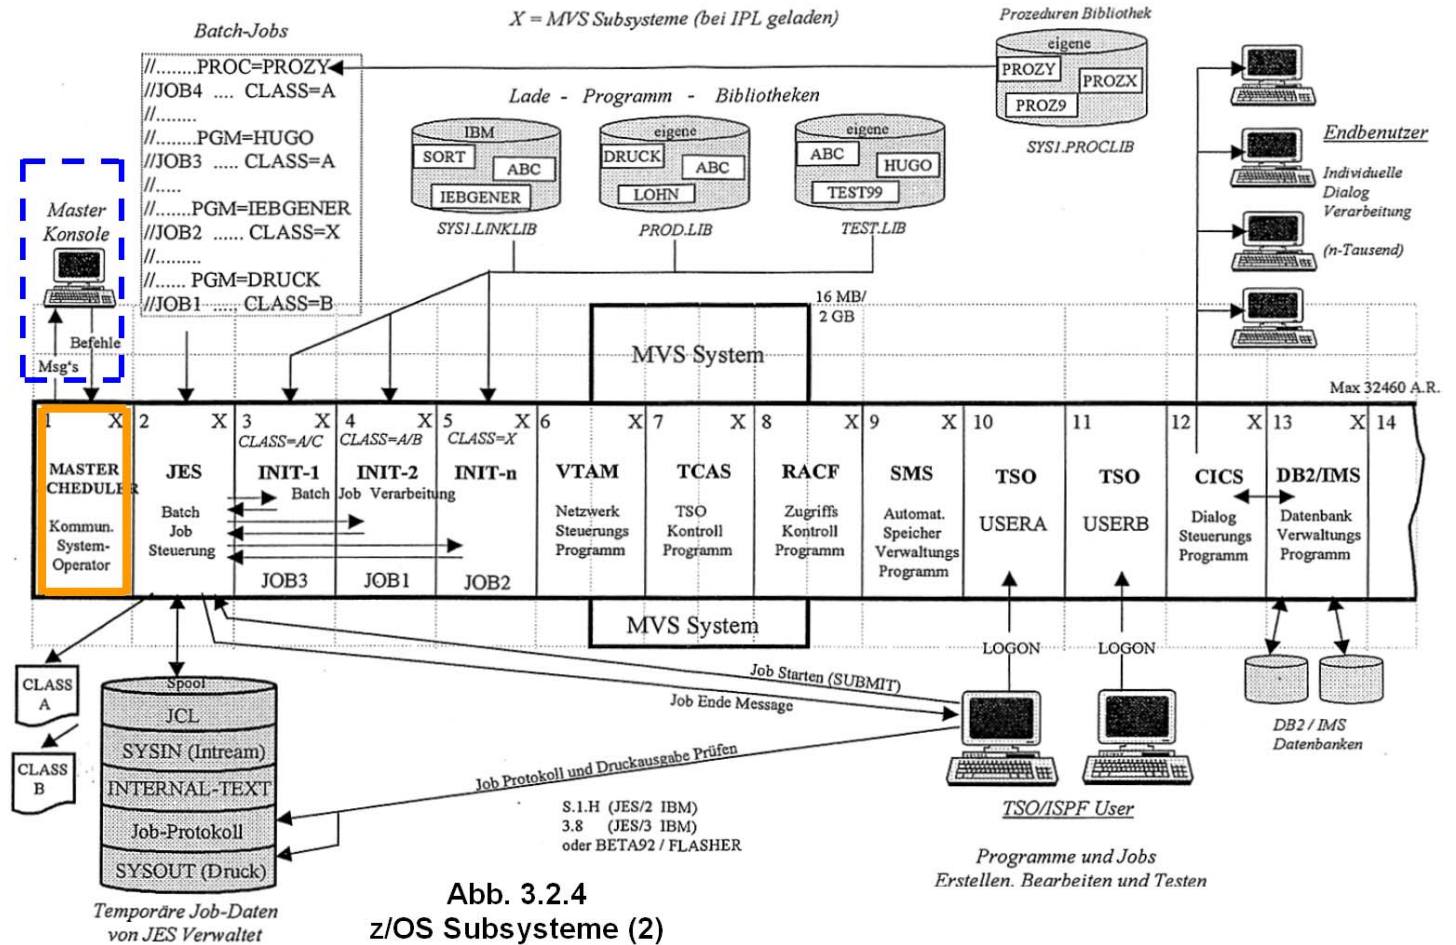 X = MVS Subsysteme (bei IPL geladen)
Batch-Jobs
//........PROC=PROZY
//JOB4 .... CLASS=A
//........
//........PGM=HUGO
//JOB3 ..... CLASS=A
//.....
//.......PGM=IEBGENER
//JOB2 ...... CLASS=X
//.........
//...... PGM=DRUCK
//JOB1 ..... CLASS=B
Prozeduren Bibliothek
eigene
PROZY
PROZX
PROZ9
SYS1.PROCLIB
Lade - Programm - Bibliotheken
IBM
SORT
ABC
IEBGENER
SYS1.LINKLIB
eigene
DRUCK
ABC
LOHN
PROD.LIB
eigene
ABC
HUGO
TEST99
TEST.LIB
Endbenutzer
Individuelle
Dialog
Verarbeitung
(n-Tausend)
Master
Konsole
Befehle
Msg's
16 MB/
2 GB
MVS System
Max 32460 A.R.
1 X
MASTER
CHEDULER
Kommun.
System-
Operator
2 X
JES
Batch
Job
Steuerung
3 X
CLASS=A/C
INIT-1
JOB3
4 X
CLASS=A/B
INIT-2
JOB1
5 X
CLASS=X
INIT-n
JOB2
Batch Job Verarbeitung
6 X
VTAM
Netzwerk
Steuerungs
Programm
7 X
TCAS
TSO
Kontroll
Programm
8 X
RACF
Zugriffs
Kontroll
Programm
9 X
SMS
Automat.
Speicher
Verwaltungs
Programm
10
TSO
USERA
11
TSO
USERB
12 X
CICS
Dialog
Steuerungs
Programm
13 X
DB2/IMS
Datenbank
Verwaltungs
Programm
14
MVS System
LOGON
LOGON
Job Starten (SUBMIT)
Job Ende Message
Job Protokoll und Druckausgabe Prüfen
CLASS
A
CLASS
B
Spool
JCL
SYSIN (Intream)
INTERNAL-TEXT
Job-Protokoll
SYSOUT (Druck)
Temporäre Job-Daten
von JES Verwaltet
S.1.H (JES/2 IBM)
3.8 (JES/3 IBM)
oder BETA92 / FLASHER
TSO/ISPF User
Programme und Jobs
Erstellen. Bearbeiten und Testen
DB2 / IMS
Datenbanken
Abb. 3.2.4
z/OS Subsysteme (2)